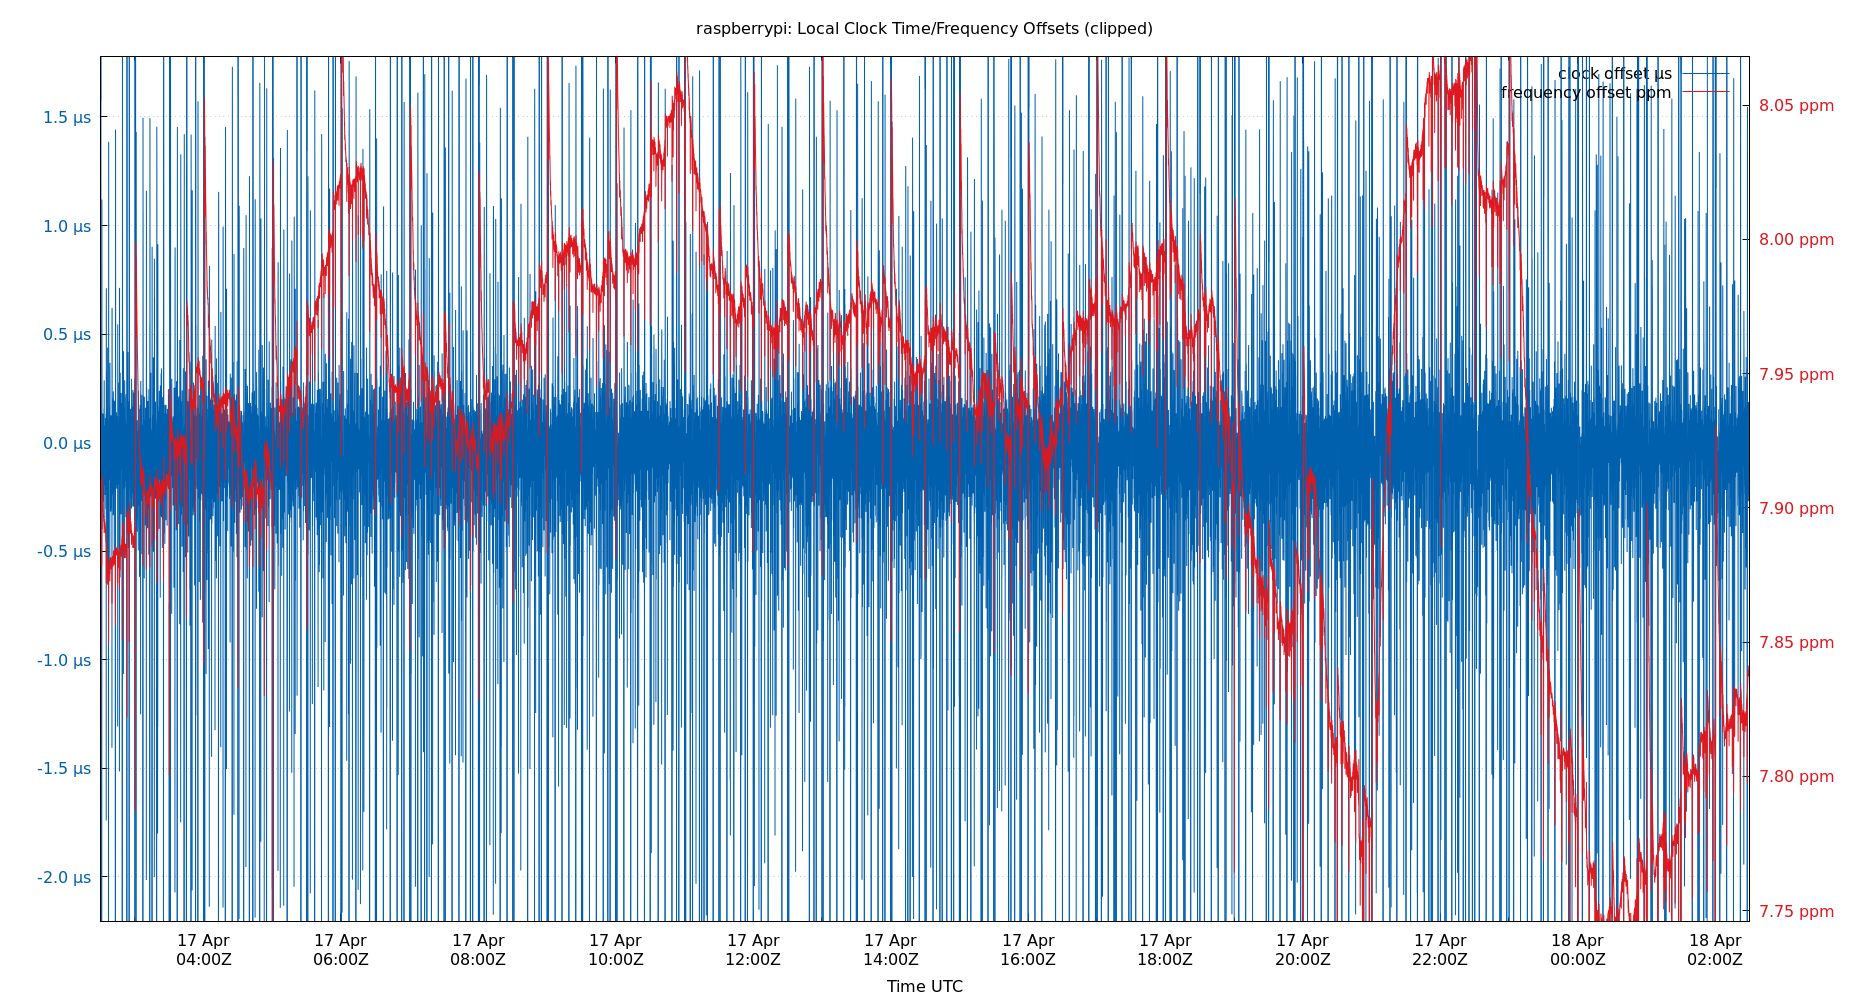 raspberrypi: Local Clock Time/Frequency Offsets (clipped)
clock offset µs
frequency offset ppm
1.5 µs
1.0 µs
0.5 µs
0.0 µs
-0.5 µs
-1.0 µs
-1.5 µs
-2.0 µs
8.05 ppm
8.00 ppm
7.95 ppm
7.90 ppm
7.85 ppm
7.80 ppm
7.75 ppm
17 Apr 17 Apr 17 Apr 17 Apr 17 Apr 17 Apr 17 Apr 17 Apr 17 Apr 17 Apr 18 Apr 18 Apr
04:00Z 06:00Z 08:00Z 10:00Z 12:00Z 14:00Z 16:00Z 18:00Z 20:00Z 22:00Z 00:00Z 02:00Z
Time UTC